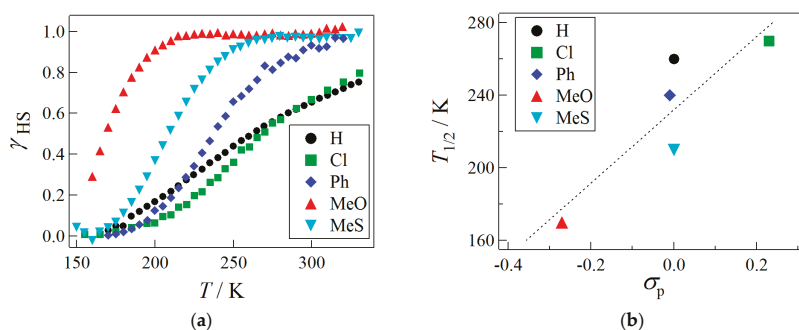 1.0
0.8
0.6
0.4
0.2
0.0
γHS
150
200
250
300
T / K
H
Cl
Ph
MeO
MeS
(a)
280
240
200
160
T1/2 / K
-0.4
-0.2
0.0
0.2
σp
H
Cl
Ph
MeO
MeS
(b)